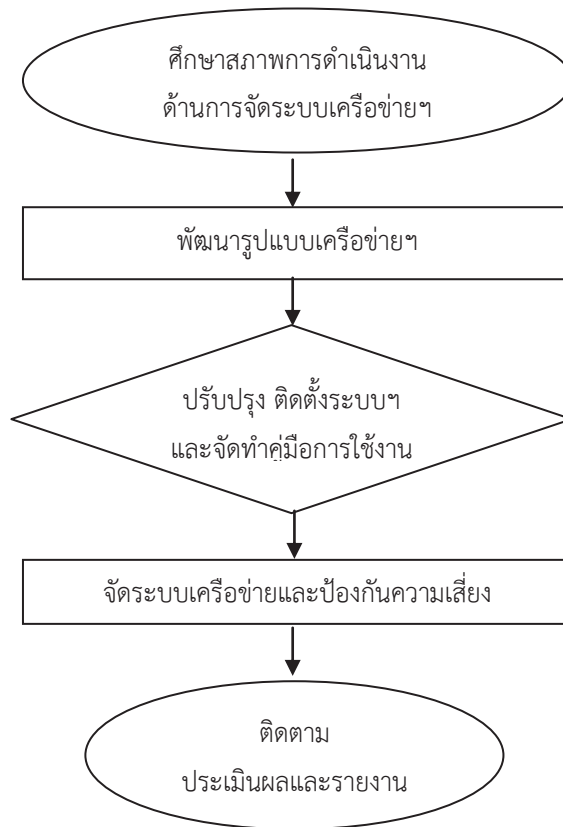 ศึกษาสภาพการดำเนินงาน
ด้านการจัดระบบเครือข่ายฯ
พัฒนารูปแบบเครือข่ายฯ
ปรับปรุง ติดตั้งระบบฯ
และจัดทำคู่มือการใช้งาน
จัดระบบเครือข่ายและป้องกันความเสี่ยง
ติดตาม
ประเมินผลและรายงาน